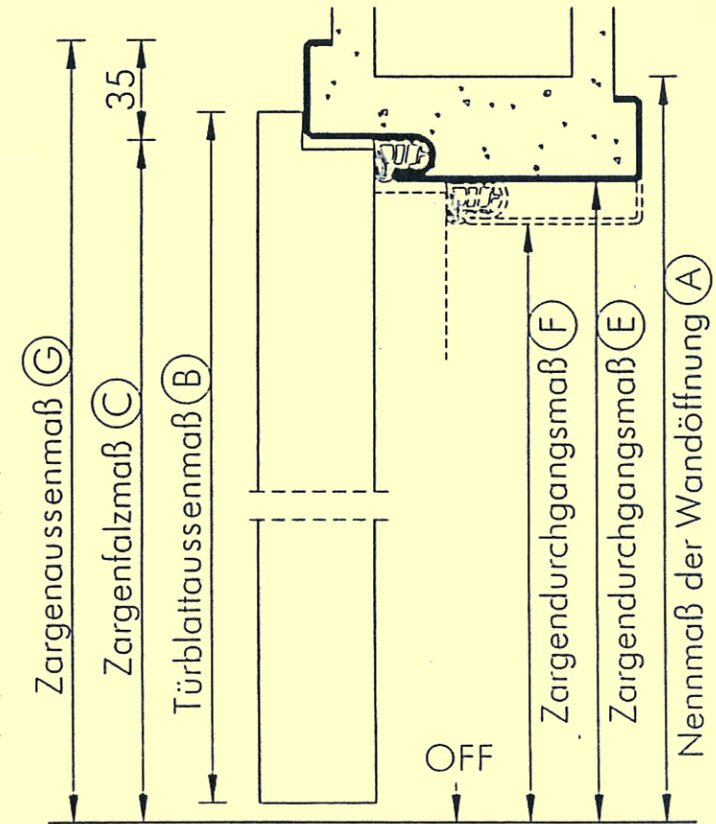 35
Zargenaussenmaß G
Zargenfalzmaß C
Türblattaussenmaß B
OFF
Zargendurchgangsmaß F
Zargendurchgangsmaß E
Nennmaß der Wandöffnung A